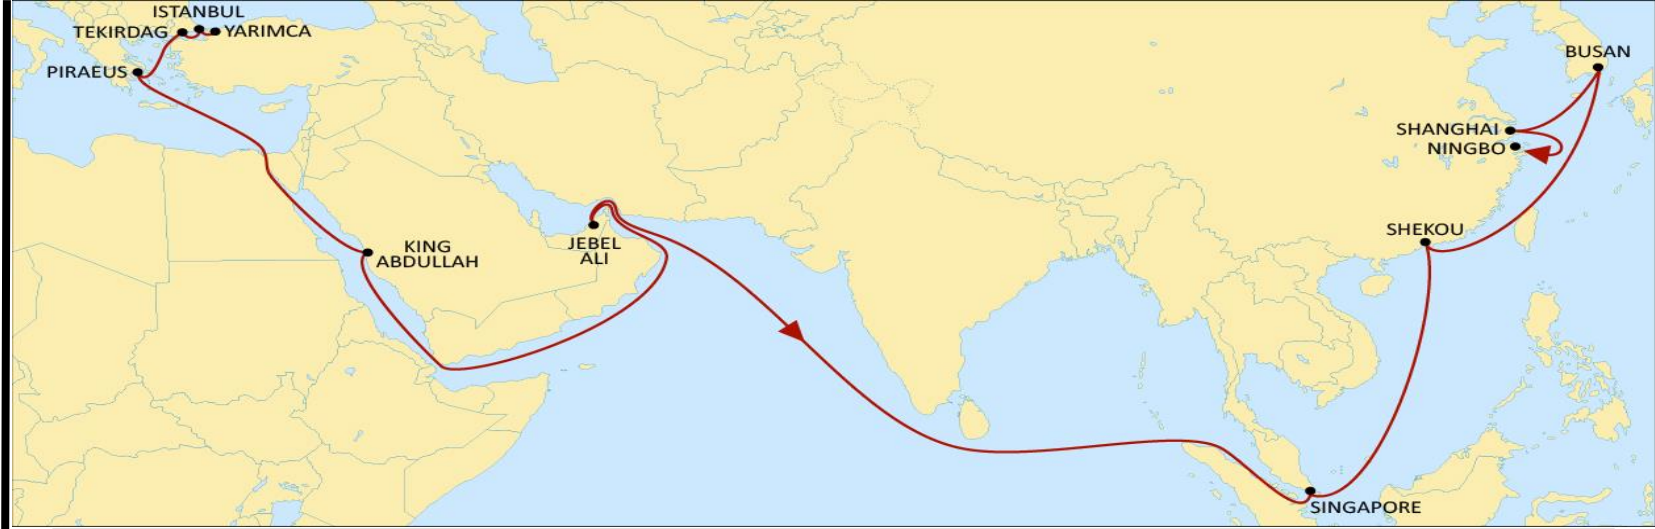 ISTANBUL
TEKIRDAG
YARIMCA
PIRAEUS
BUSAN
SHANGHAI
NINGBO
SHEKOU
KING
ABDULLAH
JEBEL
ALI
SINGAPORE